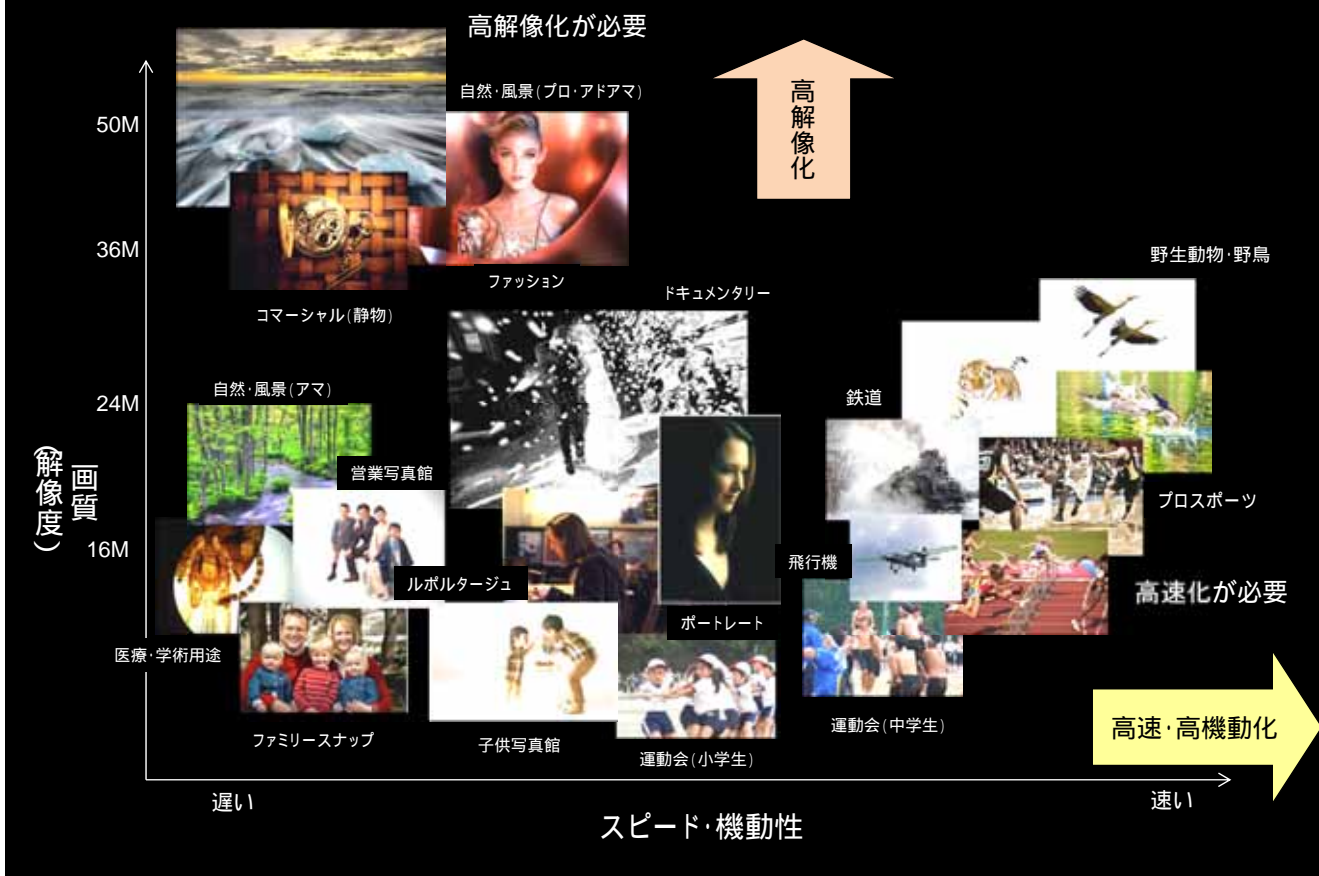 高解像化が必要
高解像化
自然･風景(プロ･アドアマ)
50M
36M
24M
16M
画質
(解像度)
ファッション
コマーシャル(静物)
ドキュメンタリー
野生動物･野鳥
自然･風景(アマ)
鉄道
営業写真館
プロスポーツ
飛行機
ルポルタージュ
高速化が必要
ポートレート
医療･学術用途
ファミリースナップ
子供写真館
運動会(小学生)
運動会(中学生)
高速･高機動化
遅い
速い
スピード･機動性